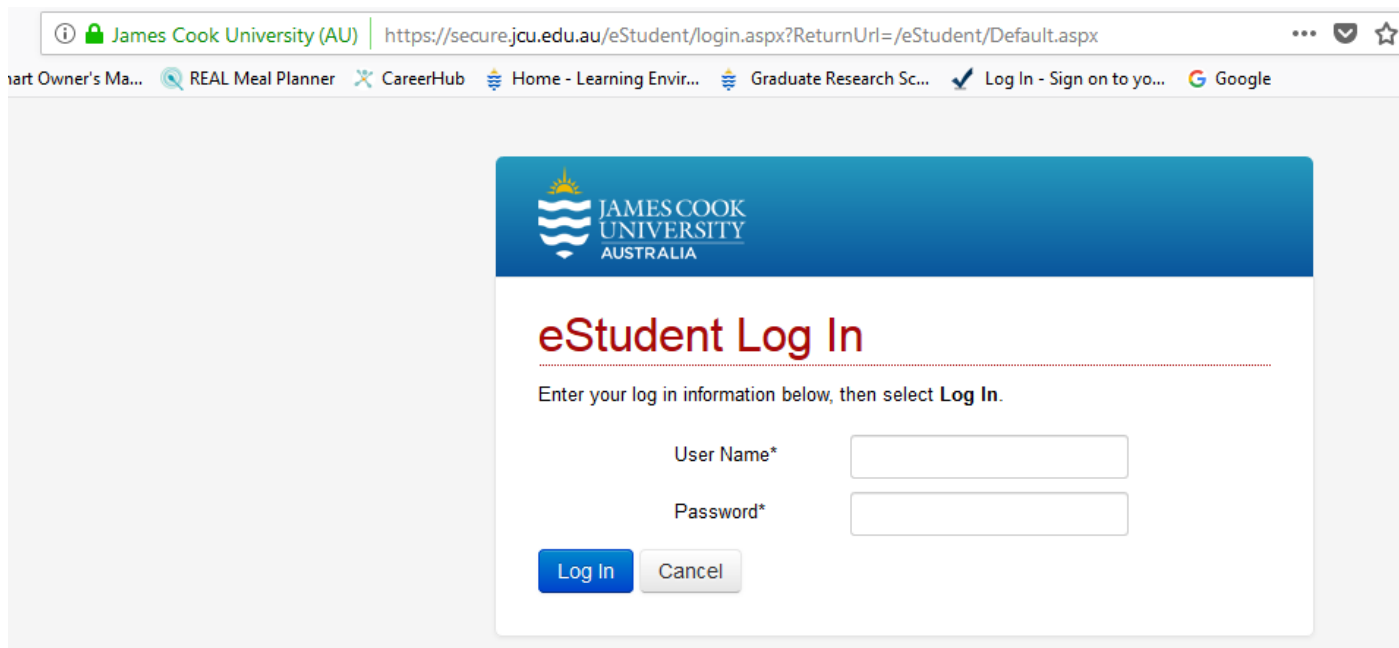 James Cook University (AU) https://secure.jcu.edu.au/eStudent/login.aspx?ReturnUrl=/eStudent/Default.aspx
nart Owner's Ma... REAL Meal Planner CareerHub Home - Learning Envir... Graduate Research Sc... Log In - Sign on to yo... G Google
JAMES COOK
UNIVERSITY
AUSTRALIA
eStudent Log In
Enter your log in information below, then select Log In.
User Name*
Password*
Log In Cancel